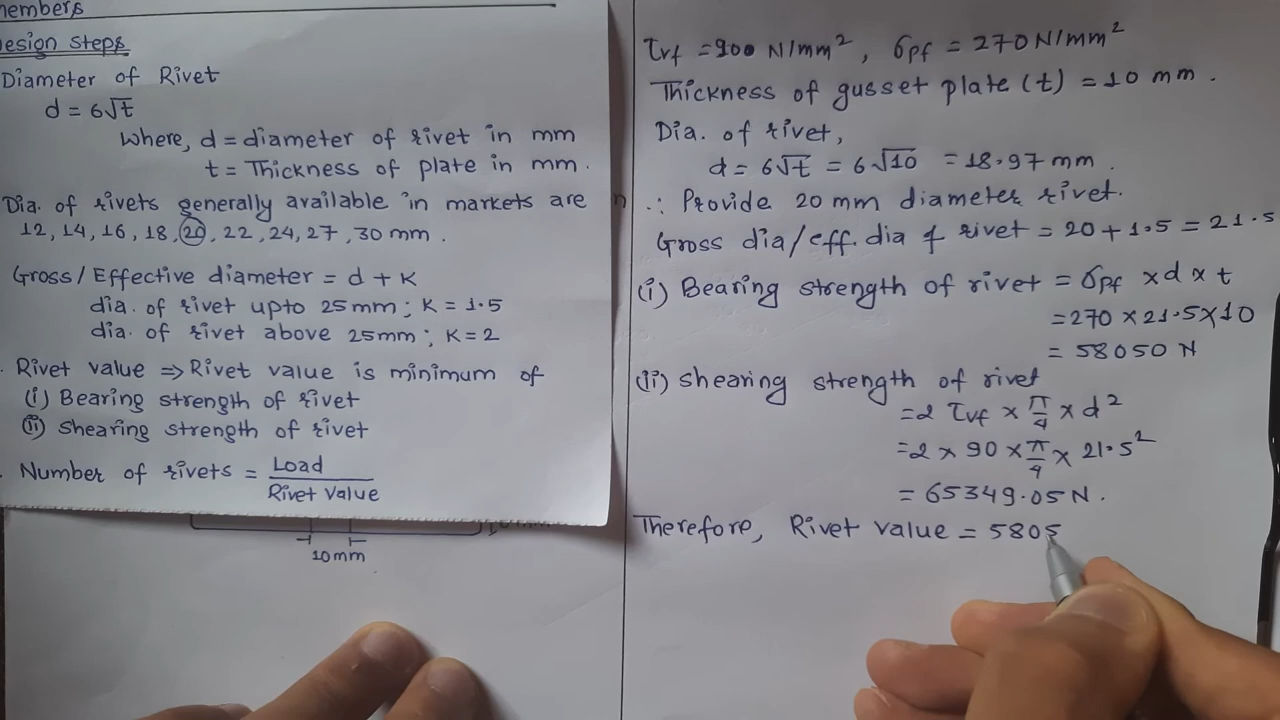 members
Design Steps
Diameter of Rivet
d = 6√t
Where, d = diameter of rivet in mm
t = Thickness of plate in mm.
Dia. of rivets generally available in markets are
12, 14, 16, 18, 20, 22, 24, 27, 30 mm.
Gross/Effective diameter = d + K
dia. of rivet upto 25mm; K = 1.5
dia. of rivet above 25mm; K = 2
Rivet value ⇒ Rivet value is minimum of
(i) Bearing strength of rivet
(ii) Shearing strength of rivet
Number of rivets = Load / Rivet Value
10mm
τvf = 900 N/mm², σpf = 270 N/mm²
Thickness of gusset plate (t) = 10 mm.
Dia. of rivet,
d = 6√t = 6√10 = 18.97 mm.
∴ Provide 20 mm diameter rivet.
Gross dia/eff. dia of rivet = 20 + 1.5 = 21.5
(i) Bearing strength of rivet = σpf × d × t
= 270 × 21.5 × 10
= 58050 N
(ii) Shearing strength of rivet
= 2 τvf × π/4 × d²
= 2 × 90 × π/4 × 21.5²
= 65349.05 N.
Therefore, Rivet value = 5805